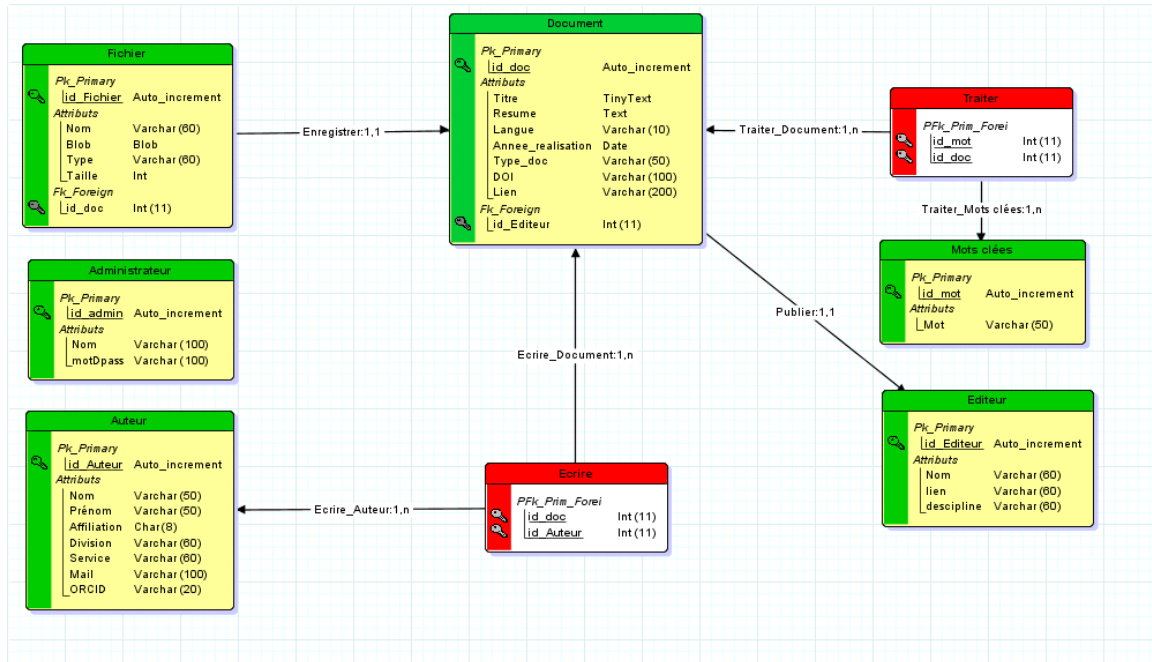 Fichier
Pk_Primary
id_Fichier Auto_increment
Attributs
Nom Varchar (60)
Blob Blob
Type Varchar (60)
Taille Int
Fk_Foreign
id_doc Int (11)
Enregistrer:1,1
Document
Pk_Primary
id_doc Auto_increment
Attributs
Titre TinyText
Resume Text
Langue Varchar (10)
Annee_realisation Date
Type_doc Varchar (50)
DOI Varchar (100)
Lien Varchar (200)
Fk_Foreign
id_Editeur Int (11)
Traiter_Document:1,n
Traiter
PFk_Prim_Forei
id_mot Int (11)
id_doc Int (11)
Traiter_Mots clées:1,n
Mots clées
Pk_Primary
id_mot Auto_increment
Attributs
Mot Varchar (50)
Publier:1,1
Administrateur
Pk_Primary
id_admin Auto_increment
Attributs
Nom Varchar (100)
motDpass Varchar (100)
Ecrire_Document:1,n
Editeur
Pk_Primary
id_Editeur Auto_increment
Attributs
Nom Varchar (60)
lien Varchar (60)
descipline Varchar (60)
Auteur
Pk_Primary
id_Auteur Auto_increment
Attributs
Nom Varchar (50)
Prénom Varchar (50)
Affiliation Char (8)
Division Varchar (60)
Service Varchar (60)
Mail Varchar (100)
ORCID Varchar (20)
Ecrire_Auteur:1,n
Ecrire
PFk_Prim_Forei
id_doc Int (11)
id_Auteur Int (11)